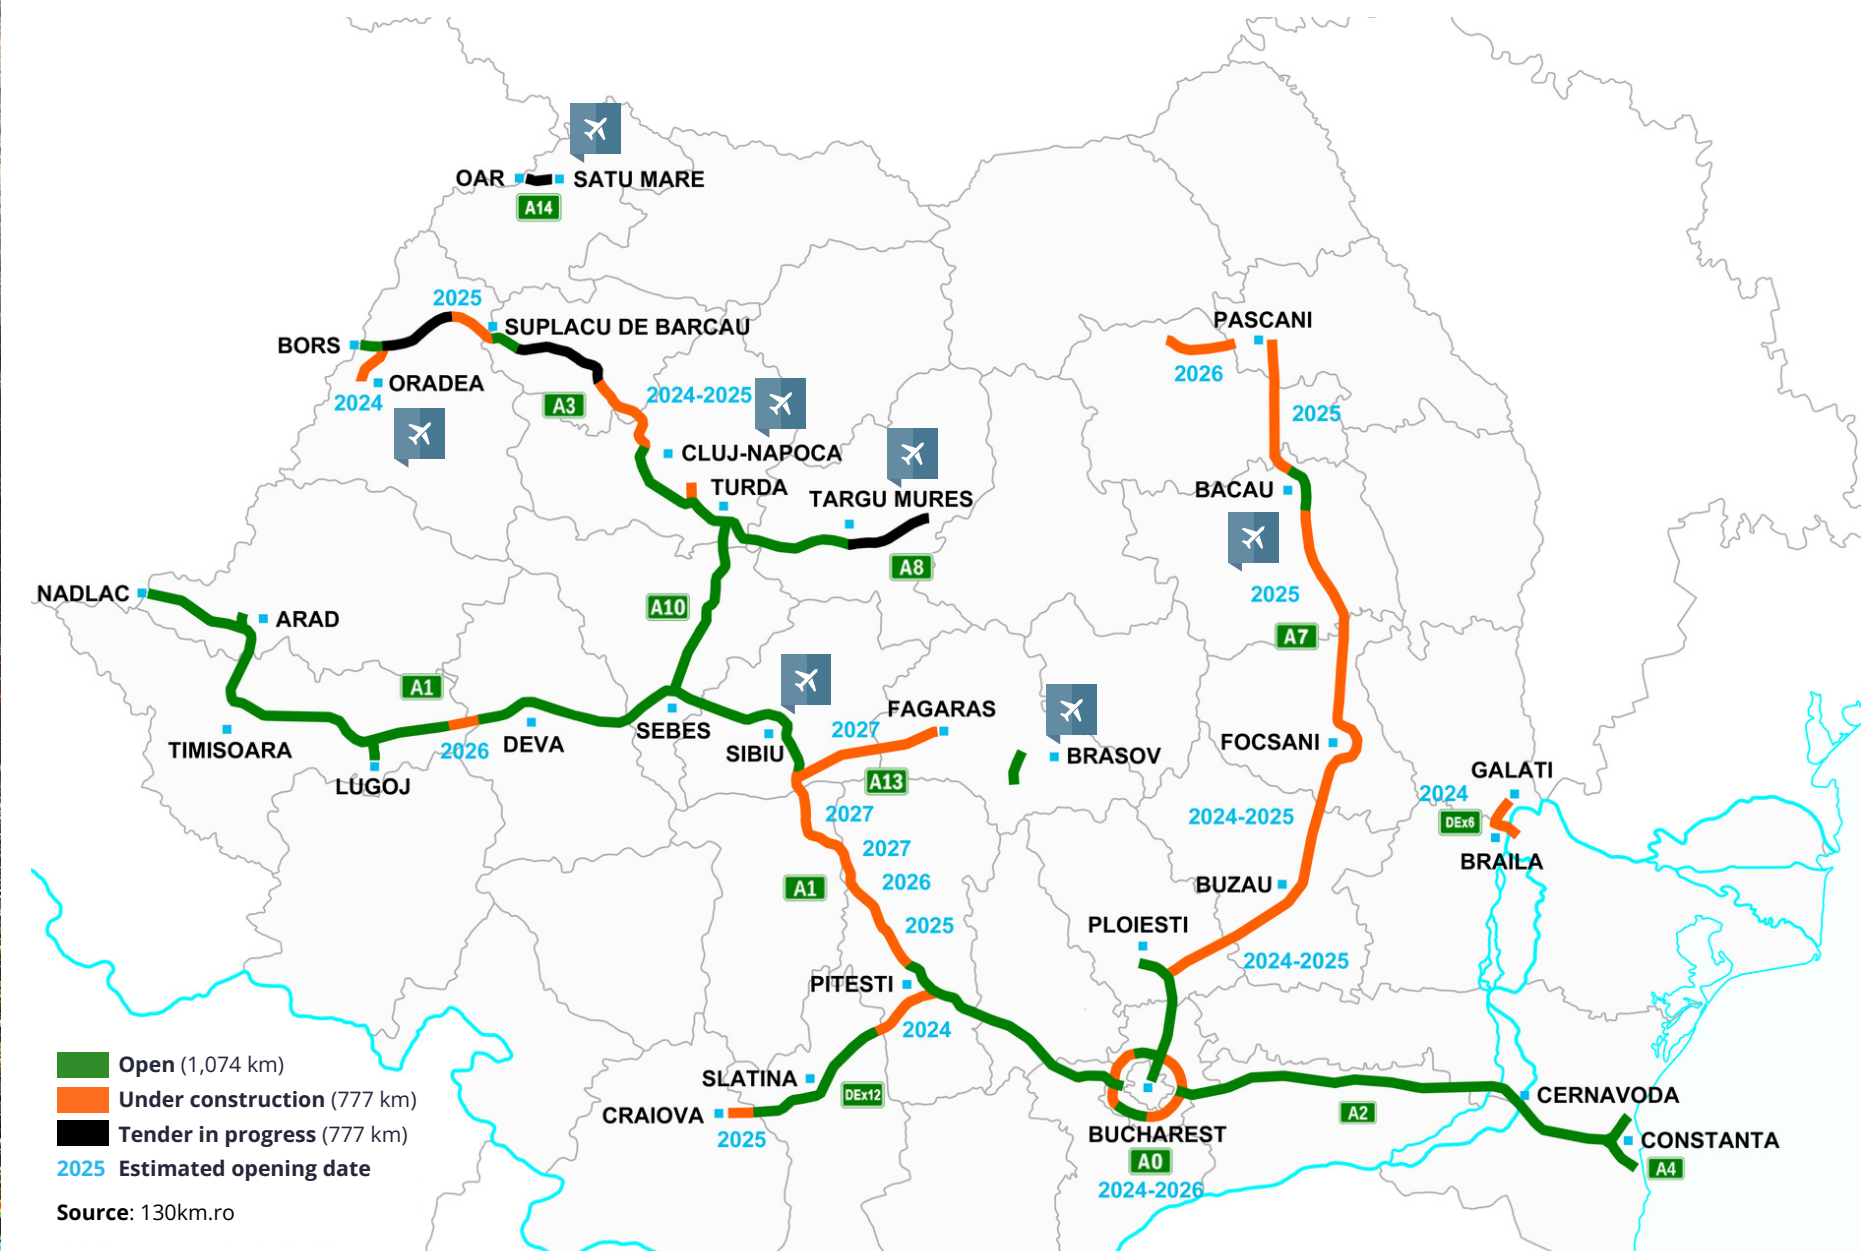 OAR
SATU MARE
A14
2025
SUPLACU DE BARCAU
BORS
ORADEA
2024
A3
2024-2025
CLUJ-NAPOCA
TURDA
TARGU MURES
A8
PASCANI
2026
2025
BACAU
2025
A7
NADLAC
ARAD
A10
A1
TIMISOARA
LUGOJ
2026
DEVA
SEBES
SIBIU
2027
FAGARAS
A13
BRASOV
FOCSANI
GALATI
2024
DEx6
BRAILA
2027
2027
2026
A1
2025
2024-2025
BUZAU
PLOIESTI
2024-2025
PITESTI
2024
SLATINA
DEx12
CRAIOVA
2025
BUCHAREST
A0
2024-2026
A2
CERNAVODA
CONSTANTA
A4
Open (1,074 km)
Under construction (777 km)
Tender in progress (777 km)
2025 Estimated opening date
Source: 130km.ro